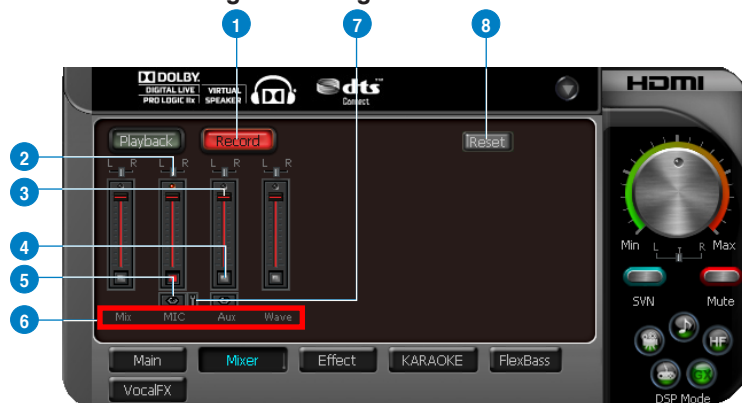 1
7
8
DOLBY
DIGITAL LIVE
PRO LOGIC IIx
VIRTUAL
SPEAKER
dts
Connect
HDMI
Playback
Record
Reset
2
L R L R L R L R
3
4
5
6
Mix MIC Aux Wave
Min L R Max
SVN Mute
HF
GX
DSP Mode
Main Mixer Effect KARAOKE FlexBass
VocalFX